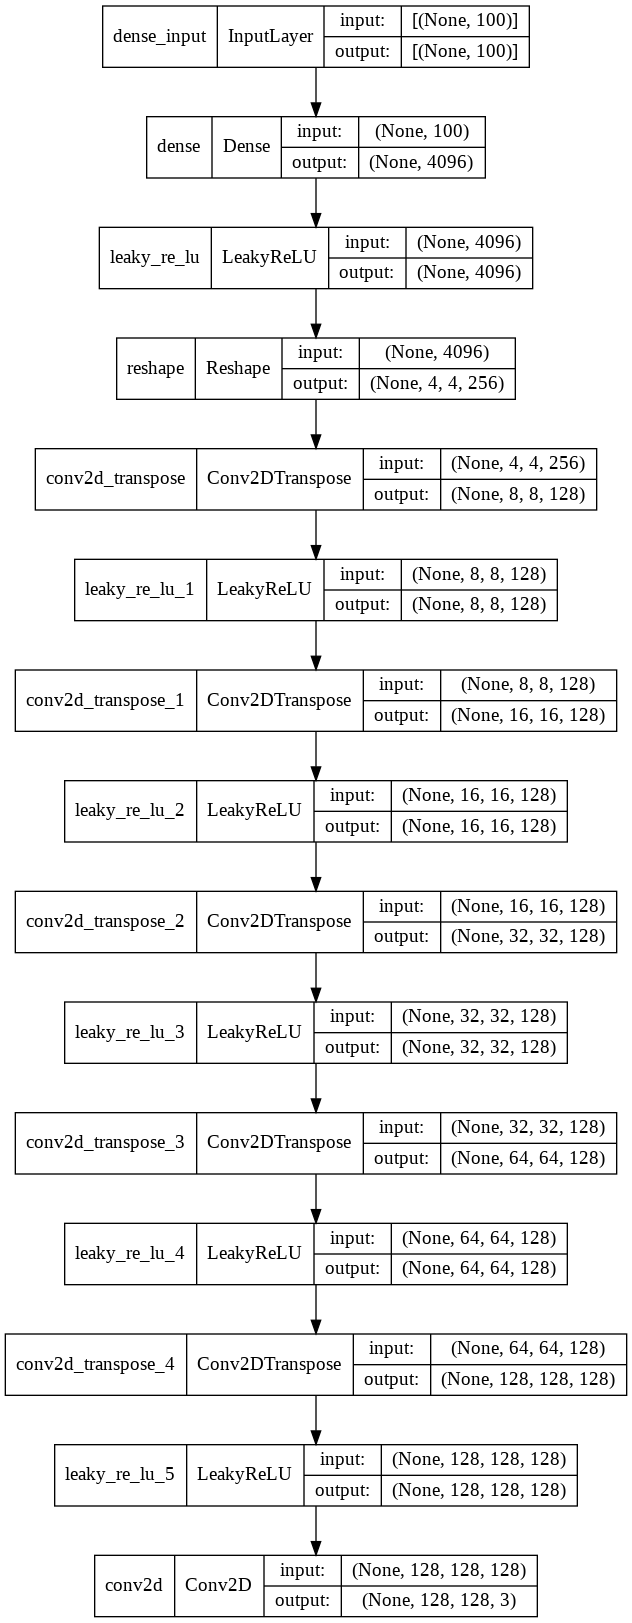 dense_input InputLayer input: [(None, 100)]
output: [(None, 100)]
dense Dense input: (None, 100)
output: (None, 4096)
leaky_re_lu LeakyReLU input: (None, 4096)
output: (None, 4096)
reshape Reshape input: (None, 4096)
output: (None, 4, 4, 256)
conv2d_transpose Conv2DTranspose input: (None, 4, 4, 256)
output: (None, 8, 8, 128)
leaky_re_lu_1 LeakyReLU input: (None, 8, 8, 128)
output: (None, 8, 8, 128)
conv2d_transpose_1 Conv2DTranspose input: (None, 8, 8, 128)
output: (None, 16, 16, 128)
leaky_re_lu_2 LeakyReLU input: (None, 16, 16, 128)
output: (None, 16, 16, 128)
conv2d_transpose_2 Conv2DTranspose input: (None, 16, 16, 128)
output: (None, 32, 32, 128)
leaky_re_lu_3 LeakyReLU input: (None, 32, 32, 128)
output: (None, 32, 32, 128)
conv2d_transpose_3 Conv2DTranspose input: (None, 32, 32, 128)
output: (None, 64, 64, 128)
leaky_re_lu_4 LeakyReLU input: (None, 64, 64, 128)
output: (None, 64, 64, 128)
conv2d_transpose_4 Conv2DTranspose input: (None, 64, 64, 128)
output: (None, 128, 128, 128)
leaky_re_lu_5 LeakyReLU input: (None, 128, 128, 128)
output: (None, 128, 128, 128)
conv2d Conv2D input: (None, 128, 128, 128)
output: (None, 128, 128, 3)